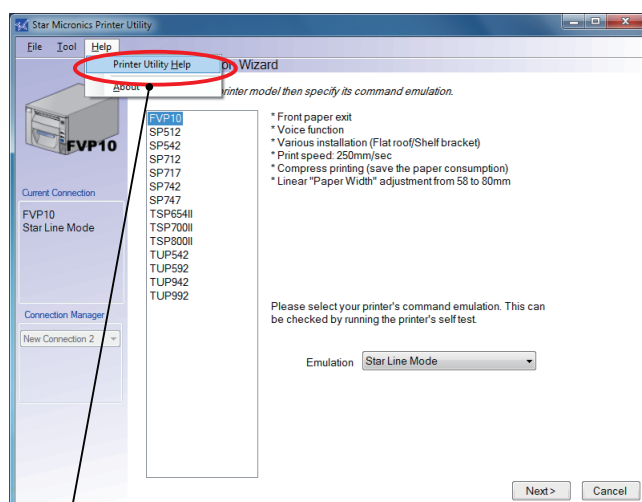 Star Micronics Printer Utility
File Tool Help
Printer Utility Help
About
Wizard
printer model then specify its command emulation.
FVP10
Current Connection
FVP10
Star Line Mode
Connection Manager
New Connection 2
FVP10
SP512
SP542
SP712
SP717
SP742
SP747
TSP654II
TSP700II
TSP800II
TUP542
TUP592
TUP942
TUP992
* Front paper exit
* Voice function
* Various installation (Flat roof/Shelf bracket)
* Print speed: 250mm/sec
* Compress printing (save the paper consumption)
* Linear "Paper Width" adjustment from 58 to 80mm
Please select your printer's command emulation. This can
be checked by running the printer's self test.
Emulation Star Line Mode
Next > Cancel